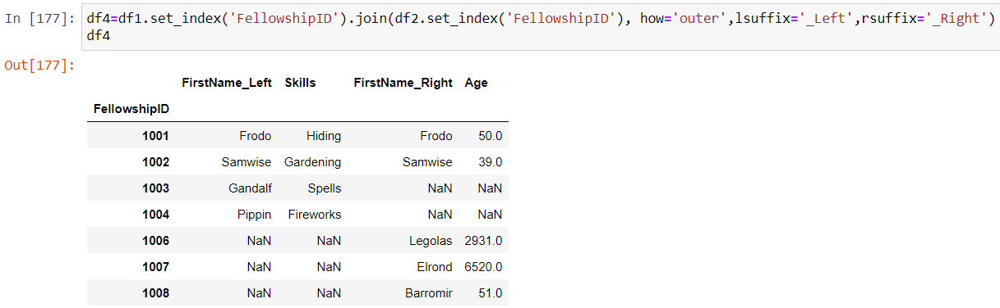 In [177]: df4=df1.set_index('FellowshipID').join(df2.set_index('FellowshipID'), how='outer',lsuffix='_Left',rsuffix='_Right')
df4
Out[177]:
FirstName_Left Skills FirstName_Right Age
FellowshipID
1001 Frodo Hiding Frodo 50.0
1002 Samwise Gardening Samwise 39.0
1003 Gandalf Spells NaN NaN
1004 Pippin Fireworks NaN NaN
1006 NaN NaN Legolas 2931.0
1007 NaN NaN Elrond 6520.0
1008 NaN NaN Barromir 51.0